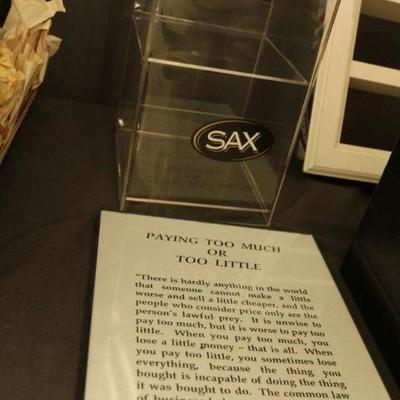 SAX
PAYING TOO MUCH
OR
TOO LITTLE
"There is hardly anything in the world
that someone cannot make a little
worse and sell a little cheaper, and the
people who consider price only are the
person's lawful prey. It is unwise to
pay too much, but it is worse to pay too
little. When you pay too much, you
lose a little money – that is all. When
you pay too little, you sometimes lose
everything, because the thing you
bought is incapable of doing the thing
it was bought to do. The common law
of business